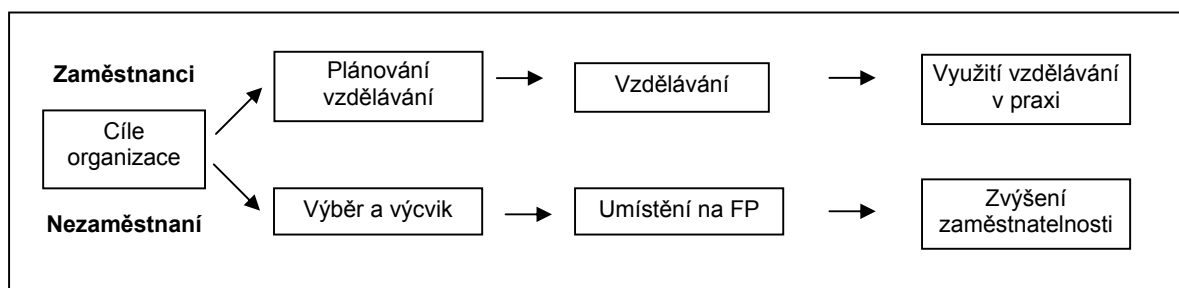 Zaměstnanci
Cíle
organizace
Nezaměstnaní
Plánování
vzdělávání
Vzdělávání
Využití vzdělávání
v praxi
Výběr a výcvik
Umístění na FP
Zvýšení
zaměstnatelnosti